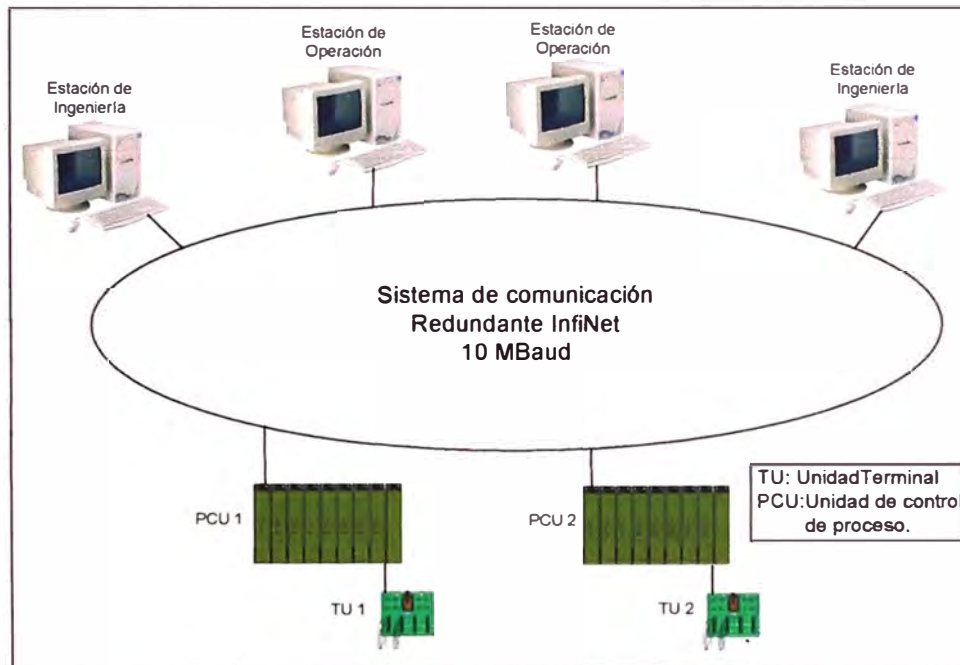 Estación de
Operación
Estación de
Operación
Estación de
Ingeniería
Estación de
Ingeniería
Sistema de comunicación
Redundante InfiNet
10 MBaud
PCU 1
PCU 2
TU: UnidadTerminal
PCU:Unidad de control
de proceso.
TU 1
TU 2